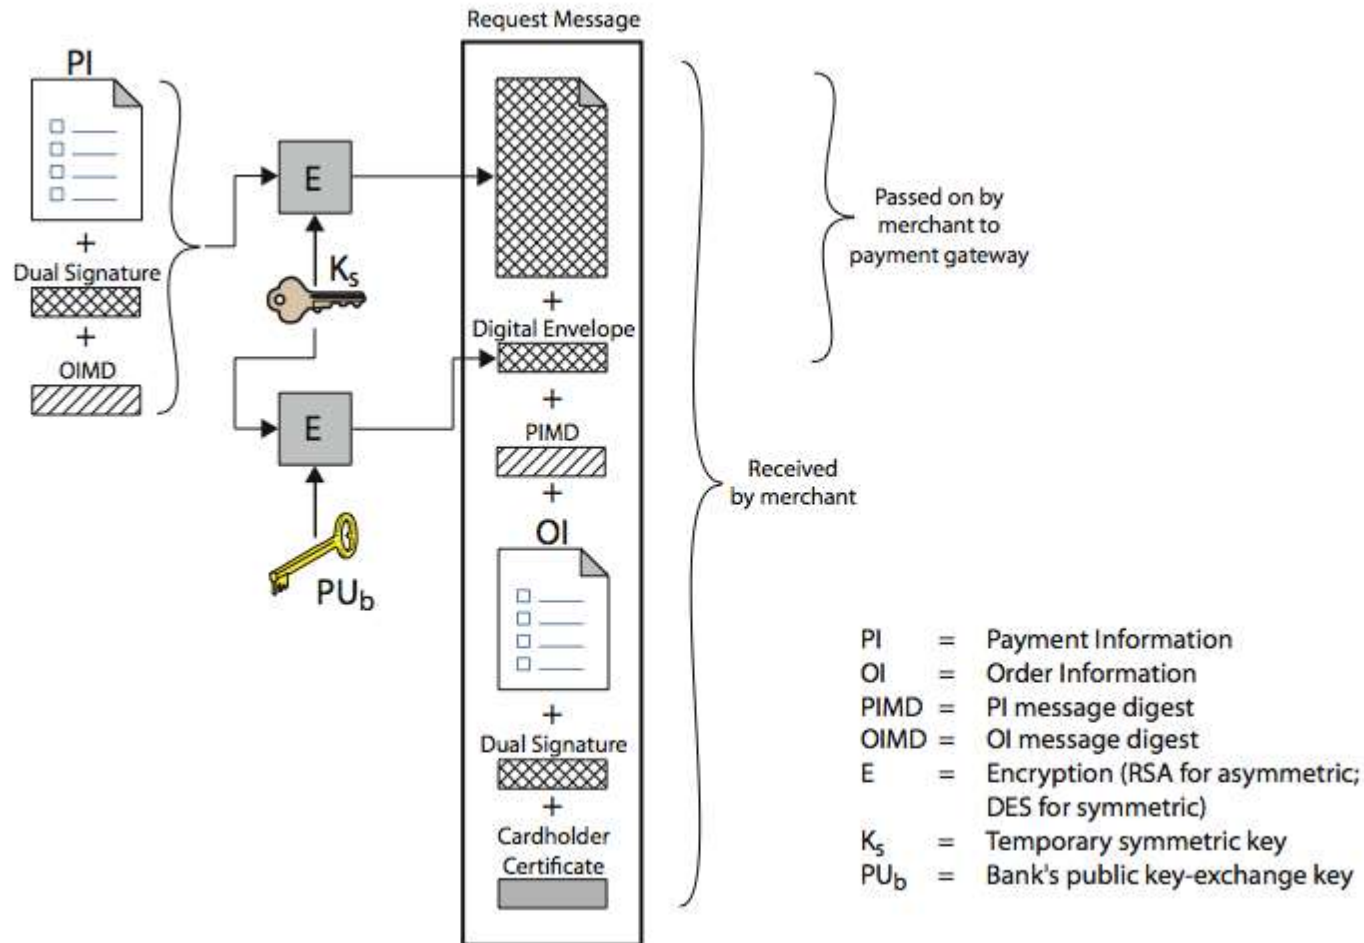 Request Message
PI
+
Dual Signature
+
OIMD
E
Ks
E
PUb
+
Digital Envelope
+
PIMD
+
OI
+
Dual Signature
+
Cardholder
Certificate
Received
by merchant
Passed on by
merchant to
payment gateway
PI = Payment Information
OI = Order Information
PIMD = PI message digest
OIMD = OI message digest
E = Encryption (RSA for asymmetric;
DES for symmetric)
Ks = Temporary symmetric key
PUb = Bank's public key-exchange key